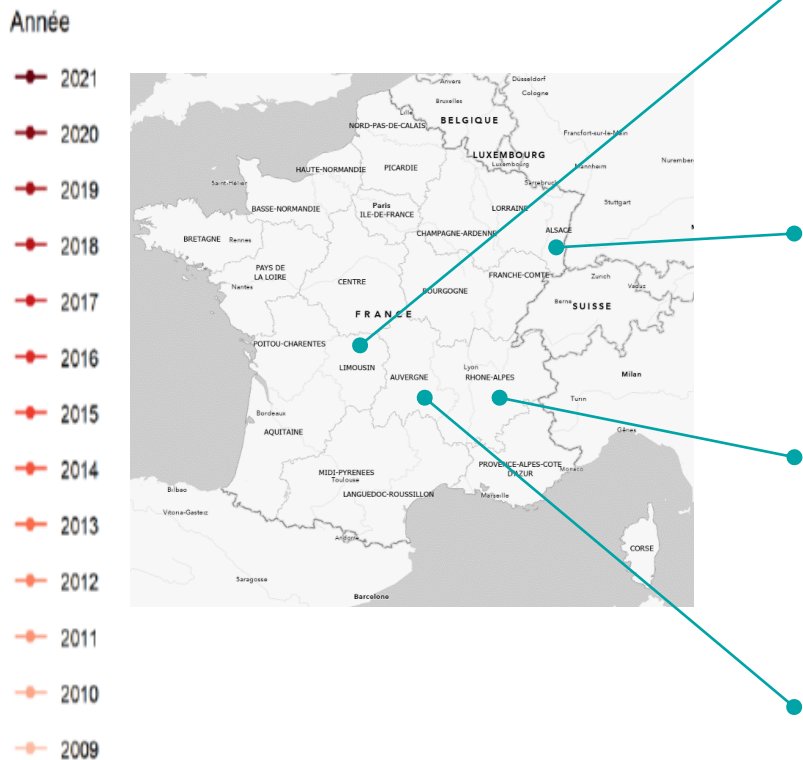 Année
2021
2020
2019
2018
2017
2016
2015
2014
2013
2012
2011
2010
2009
Anvers
Düsseldorf
Cologne
Bruxelles
Lille
BELGIQUE
NORD-PAS-DE-CALAIS
Francfort-sur-le-Main
LUXEMBOURG
Luxembourg
Nuremberg
HAUTE-NORMANDIE
PICARDIE
Mannheim
Saint-Hélier
Sarrebruck
Stuttgart
BASSE-NORMANDIE
Paris
ILE-DE-FRANCE
LORRAINE
CHAMPAGNE-ARDENNE
ALSACE
BRETAGNE
Rennes
PAYS DE
LA LOIRE
Nantes
CENTRE
BOURGOGNE
FRANCHE-COMTE
Zurich
Vaduz
Berne
SUISSE
FRANCE
POITOU-CHARENTES
LIMOUSIN
AUVERGNE
Lyon
RHONE-ALPES
Milan
Turin
Bordeaux
AQUITAINE
Gênes
MIDI-PYRENEES
Toulouse
PROVENCE-ALPES-COTE
D'AZUR
Monaco
LANGUEDOC-ROUSSILLON
Marseille
Bilbao
Vitoria-Gasteiz
Andorre
CORSE
Saragosse
Barcelone